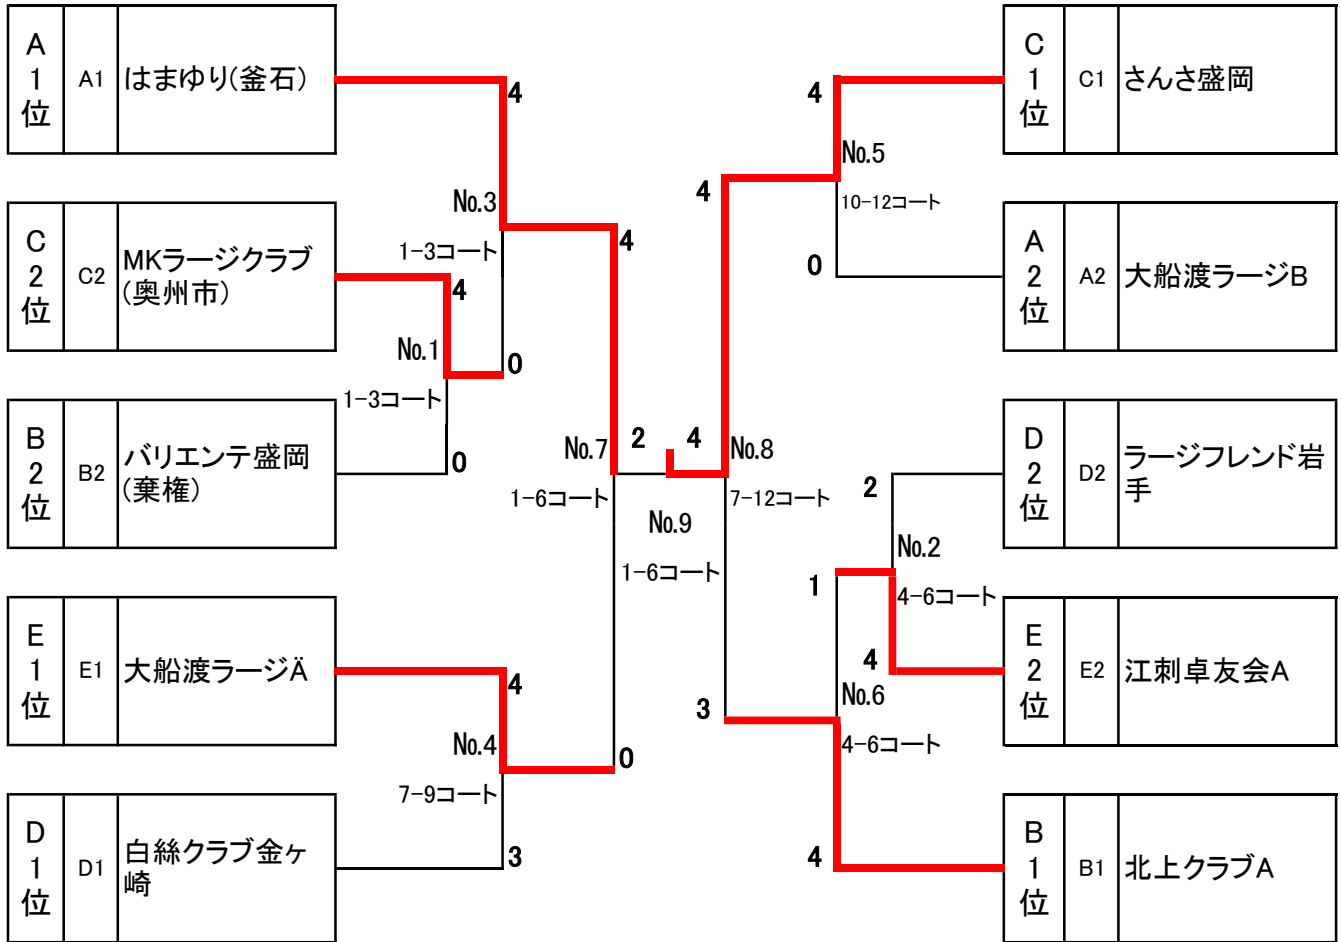 A
1
位
A1
はまゆり(釜石)
C
2
位
C2
MKラージクラブ
(奥州市)
B
2
位
B2
バリエンテ盛岡
(棄権)
E
1
位
E1
大船渡ラージÄ
D
1
位
D1
白絲クラブ金ヶ
崎
4
No.3
1-3コート
4
No.1
0
1-3コート
0
4
No.4
7-9コート
3
4
No.7
1-6コート
0
2
4
No.9
1-6コート
4
No.8
7-12コート
3
4
No.5
10-12コート
0
2
No.2
4-6コート
1
4
No.6
4-6コート
4
C
1
位
C1
さんさ盛岡
A
2
位
A2
大船渡ラージB
D
2
位
D2
ラージフレンド岩
手
E
2
位
E2
江刺卓友会A
B
1
位
B1
北上クラブA